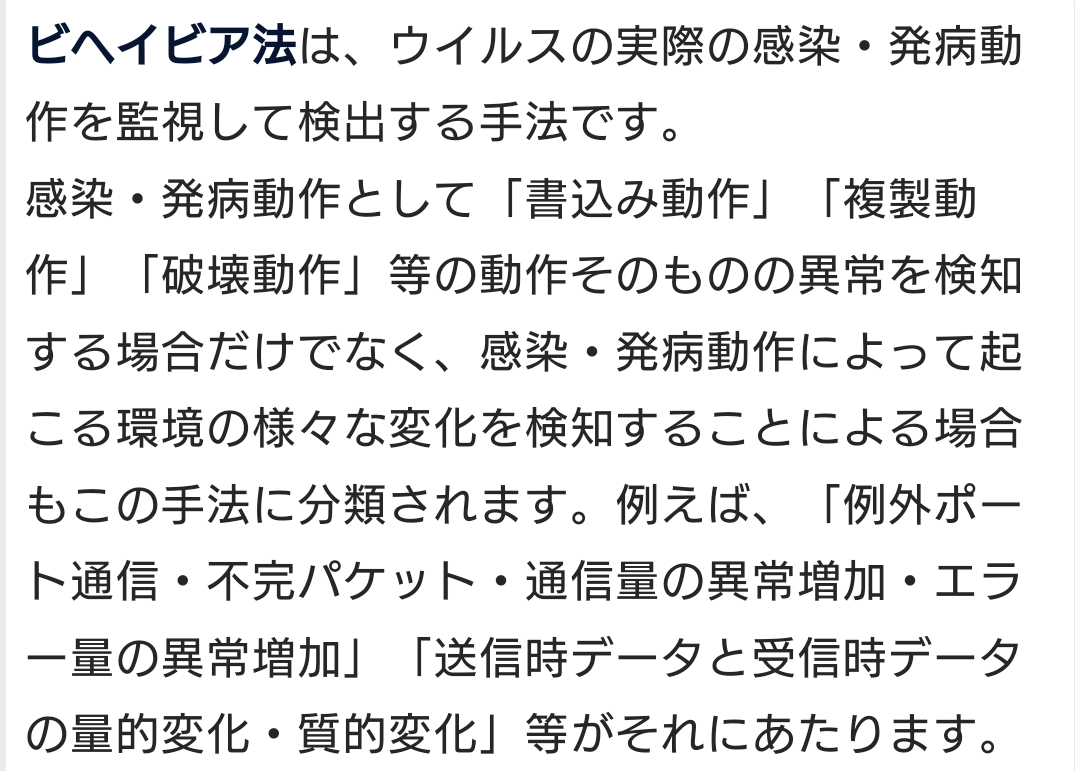 ビヘイビア法は、ウイルスの実際の感染・発病動
作を監視して検出する手法です。
感染・発病動作として「書込み動作」「複製動
作」「破壊動作」等の動作そのものの異常を検知
する場合だけでなく、感染・発病動作によって起
こる環境の様々な変化を検知することによる場合
もこの手法に分類されます。例えば、「例外ポー
ト通信・不完パケット・通信量の異常増加・エラ
ー量の異常増加」「送信時データと受信時データ
の量的変化・質的変化」等がそれにあたります。